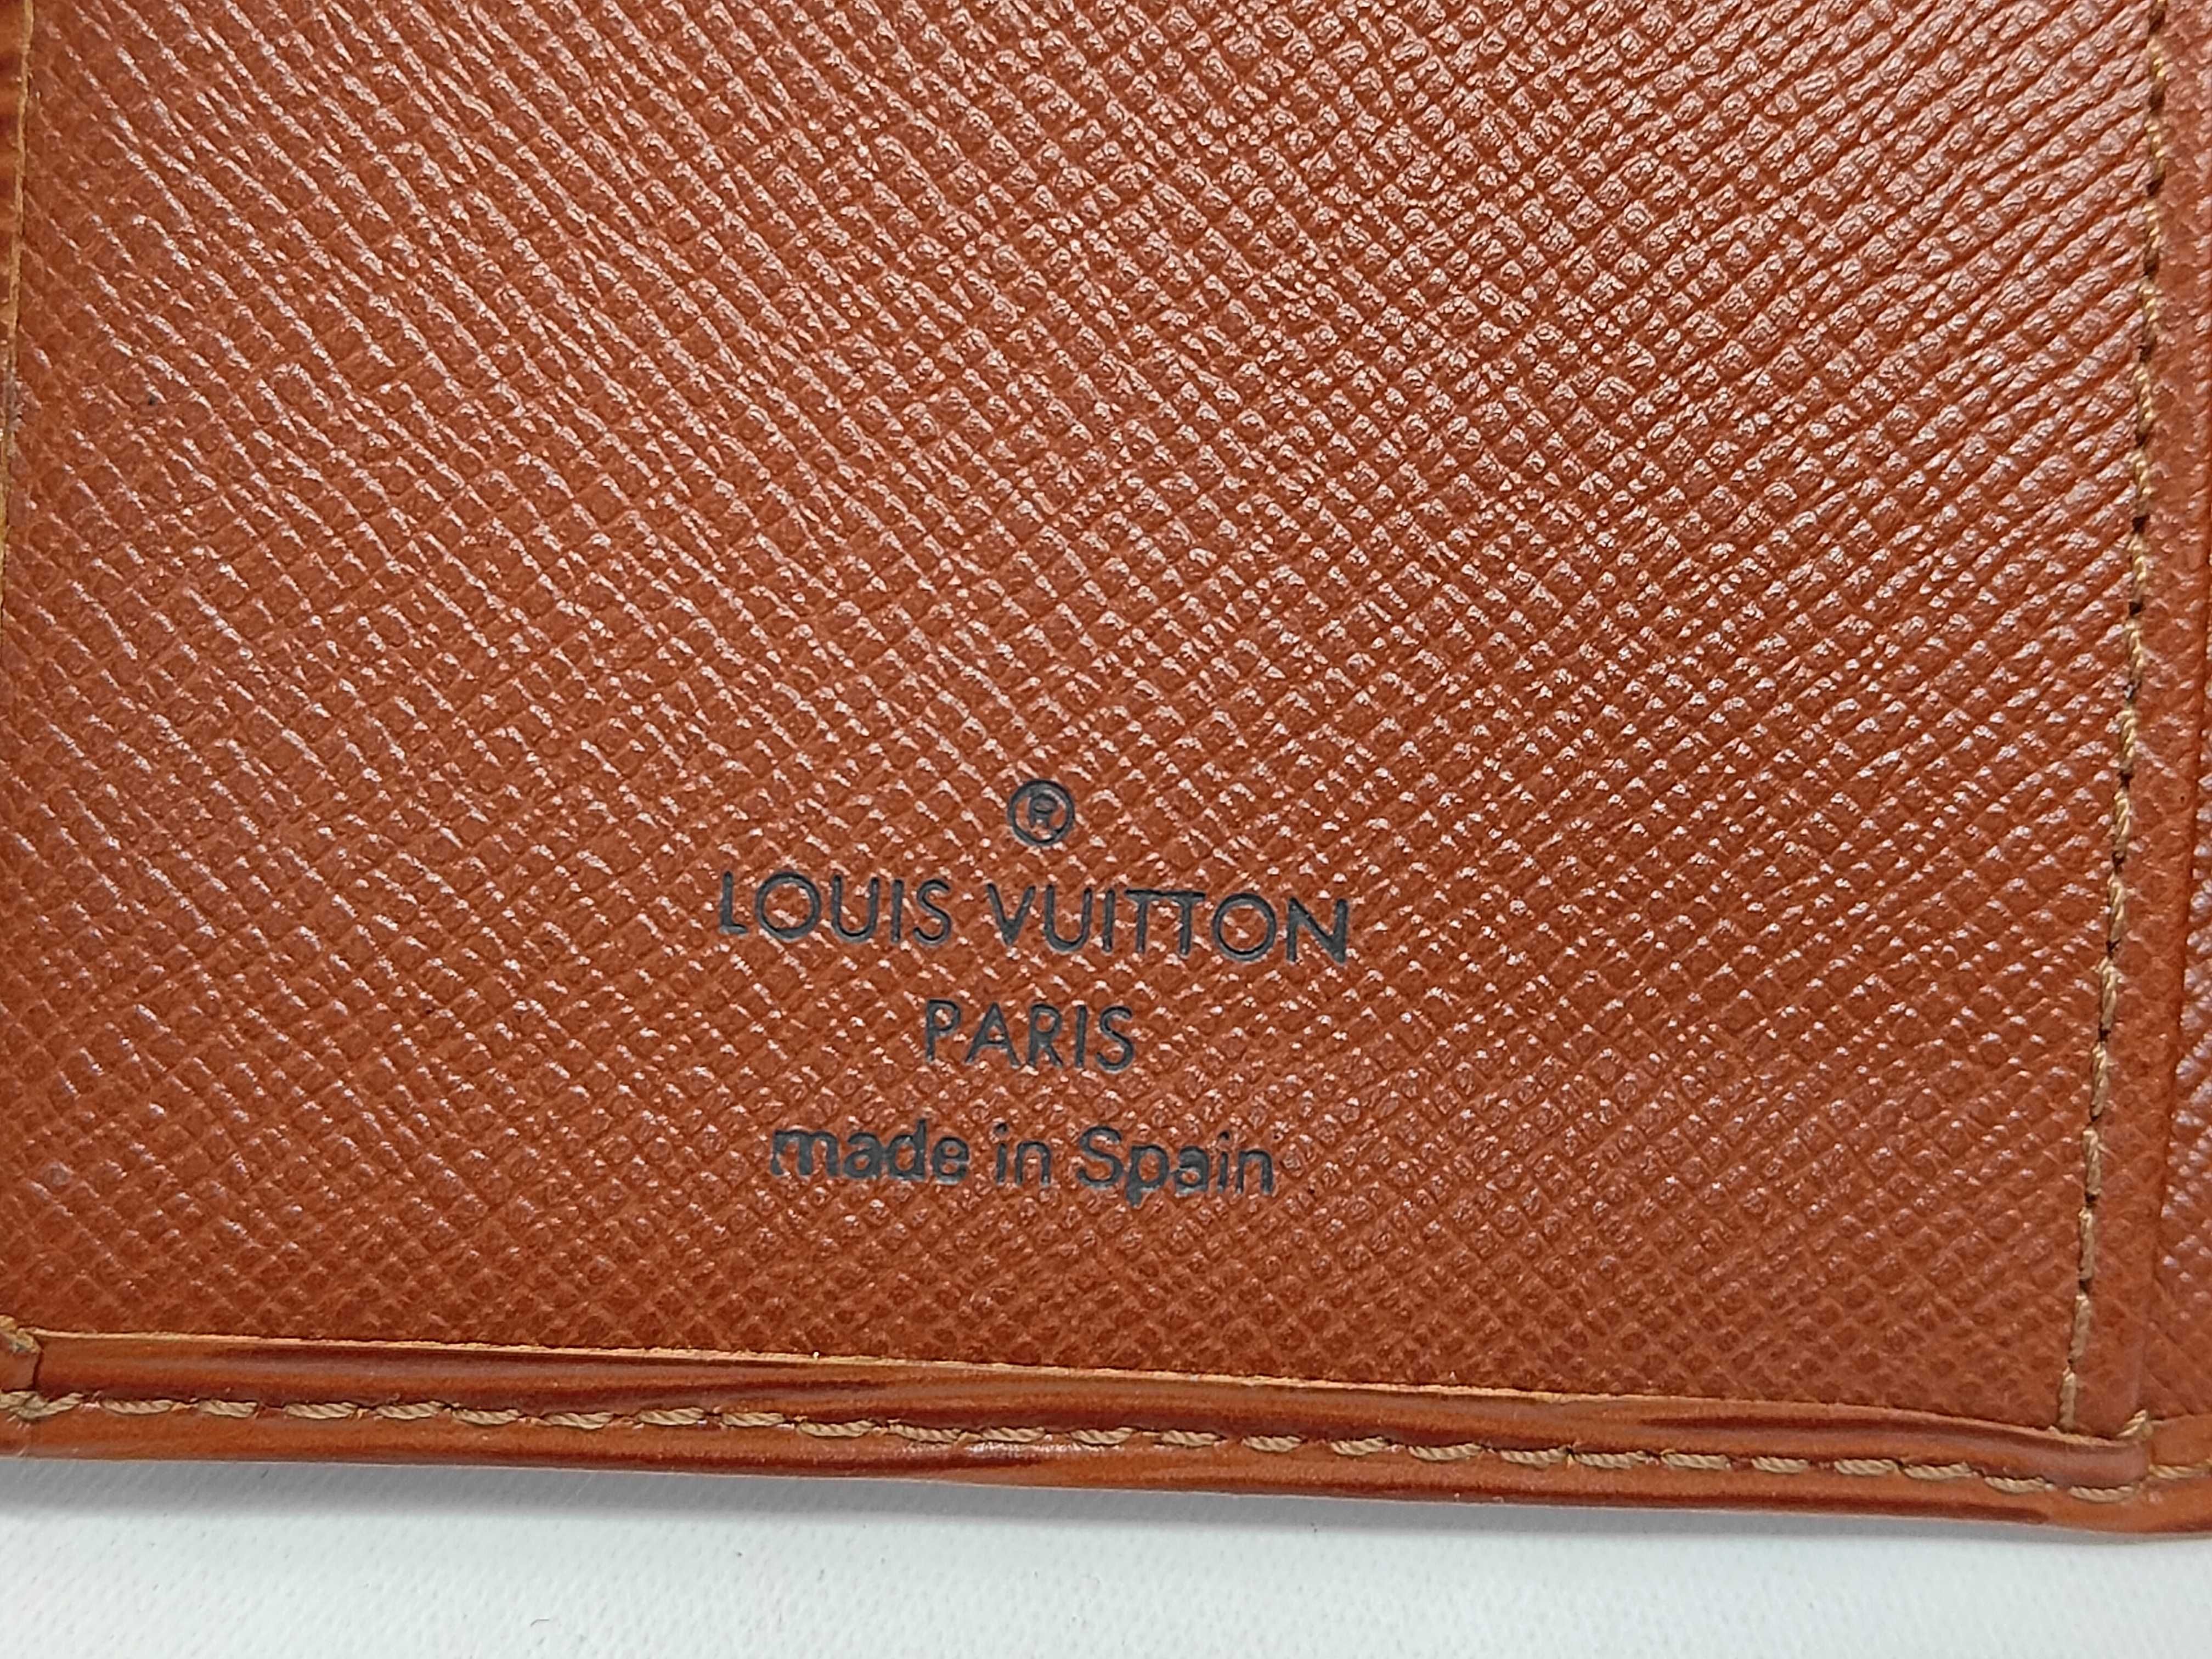 ®
LOUIS VUITTON
PARIS
made in Spain